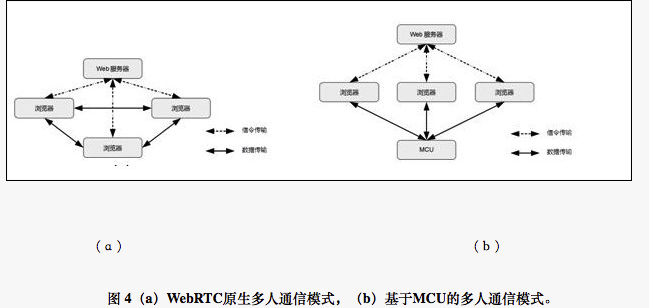 Web服务器
浏览器
浏览器
浏览器
信令传输
数据传输
Web 服务器
浏览器
浏览器
浏览器
MCU
信令传输
数据传输
（a）
（b）
图 4（a）WebRTC原生多人通信模式，（b）基于MCU的多人通信模式。